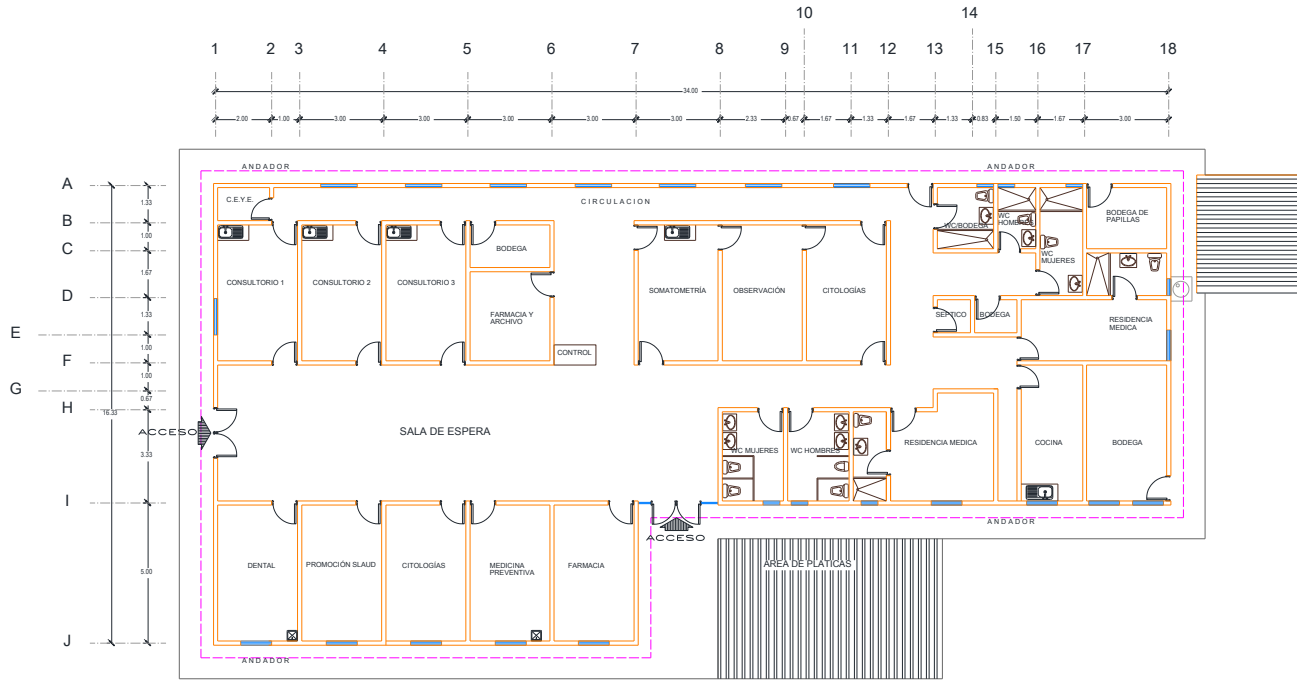 10 14
1 2 3 4 5 6 7 8 9 11 12 13 15 16 17 18
34.00
2.00 1.00 3.00 3.00 3.00 3.00 3.00 2.33 0.67 1.67 1.33 1.67 1.33 0.83 1.50 1.67 3.00
ANDADOR ANDADOR
A
1.33
C.E.Y.E.
CIRCULACION
B
1.00
C
WC/BODEGA
WC
HOMBRES
BODEGA DE
PAPILLAS
WC
MUJERES
1.67
BODEGA
CONSULTORIO 1 CONSULTORIO 2 CONSULTORIO 3
SOMATOMETRÍA OBSERVACIÓN CITOLOGÍAS
D
1.33
FARMACIA Y
ARCHIVO
SEPTICO BODEGA
RESIDENCIA
MEDICA
E
1.00
CONTROL
F
1.00
G
0.67
H
16.33
3.33
ACCESO
SALA DE ESPERA
WC MUJERES WC HOMBRES RESIDENCIA MEDICA COCINA BODEGA
I
ANDADOR
ACCESO
5.00
DENTAL PROMOCIÓN SLAUD CITOLOGÍAS MEDICINA
PREVENTIVA FARMACIA
AREA DE PLATICAS
J
ANDADOR